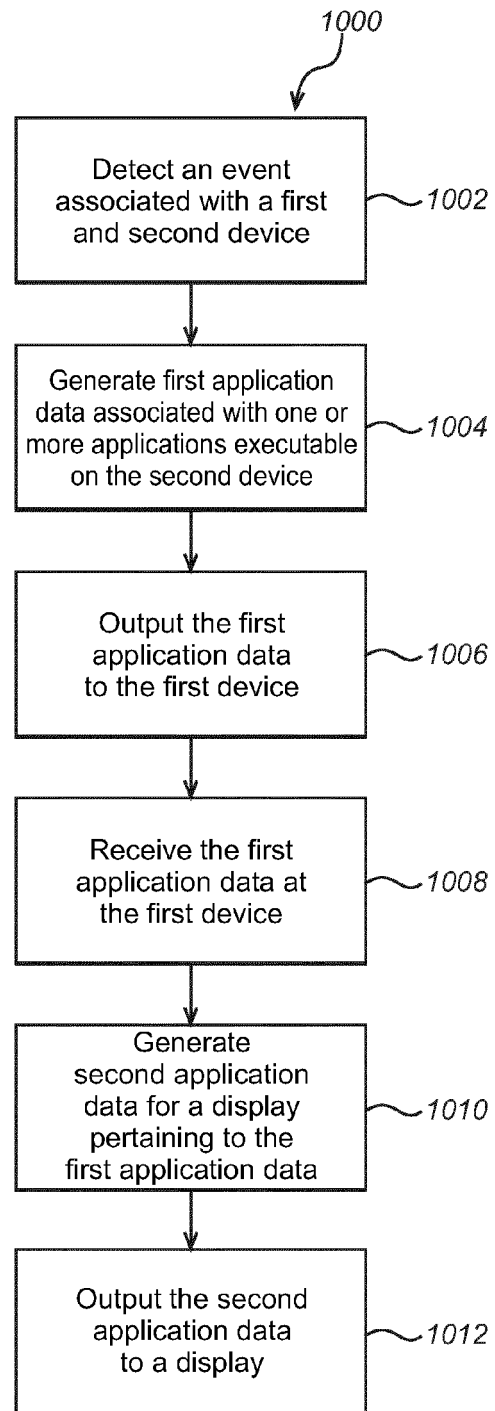 1000
Detect an event
associated with a first
and second device
1002
Generate first application
data associated with one or
more applications executable
on the second device
1004
Output the first
application data
to the first device
1006
Receive the first
application data at
the first device
1008
Generate
second application
data for a display
pertaining to the
first application data
1010
Output the second
application data
to a display
1012